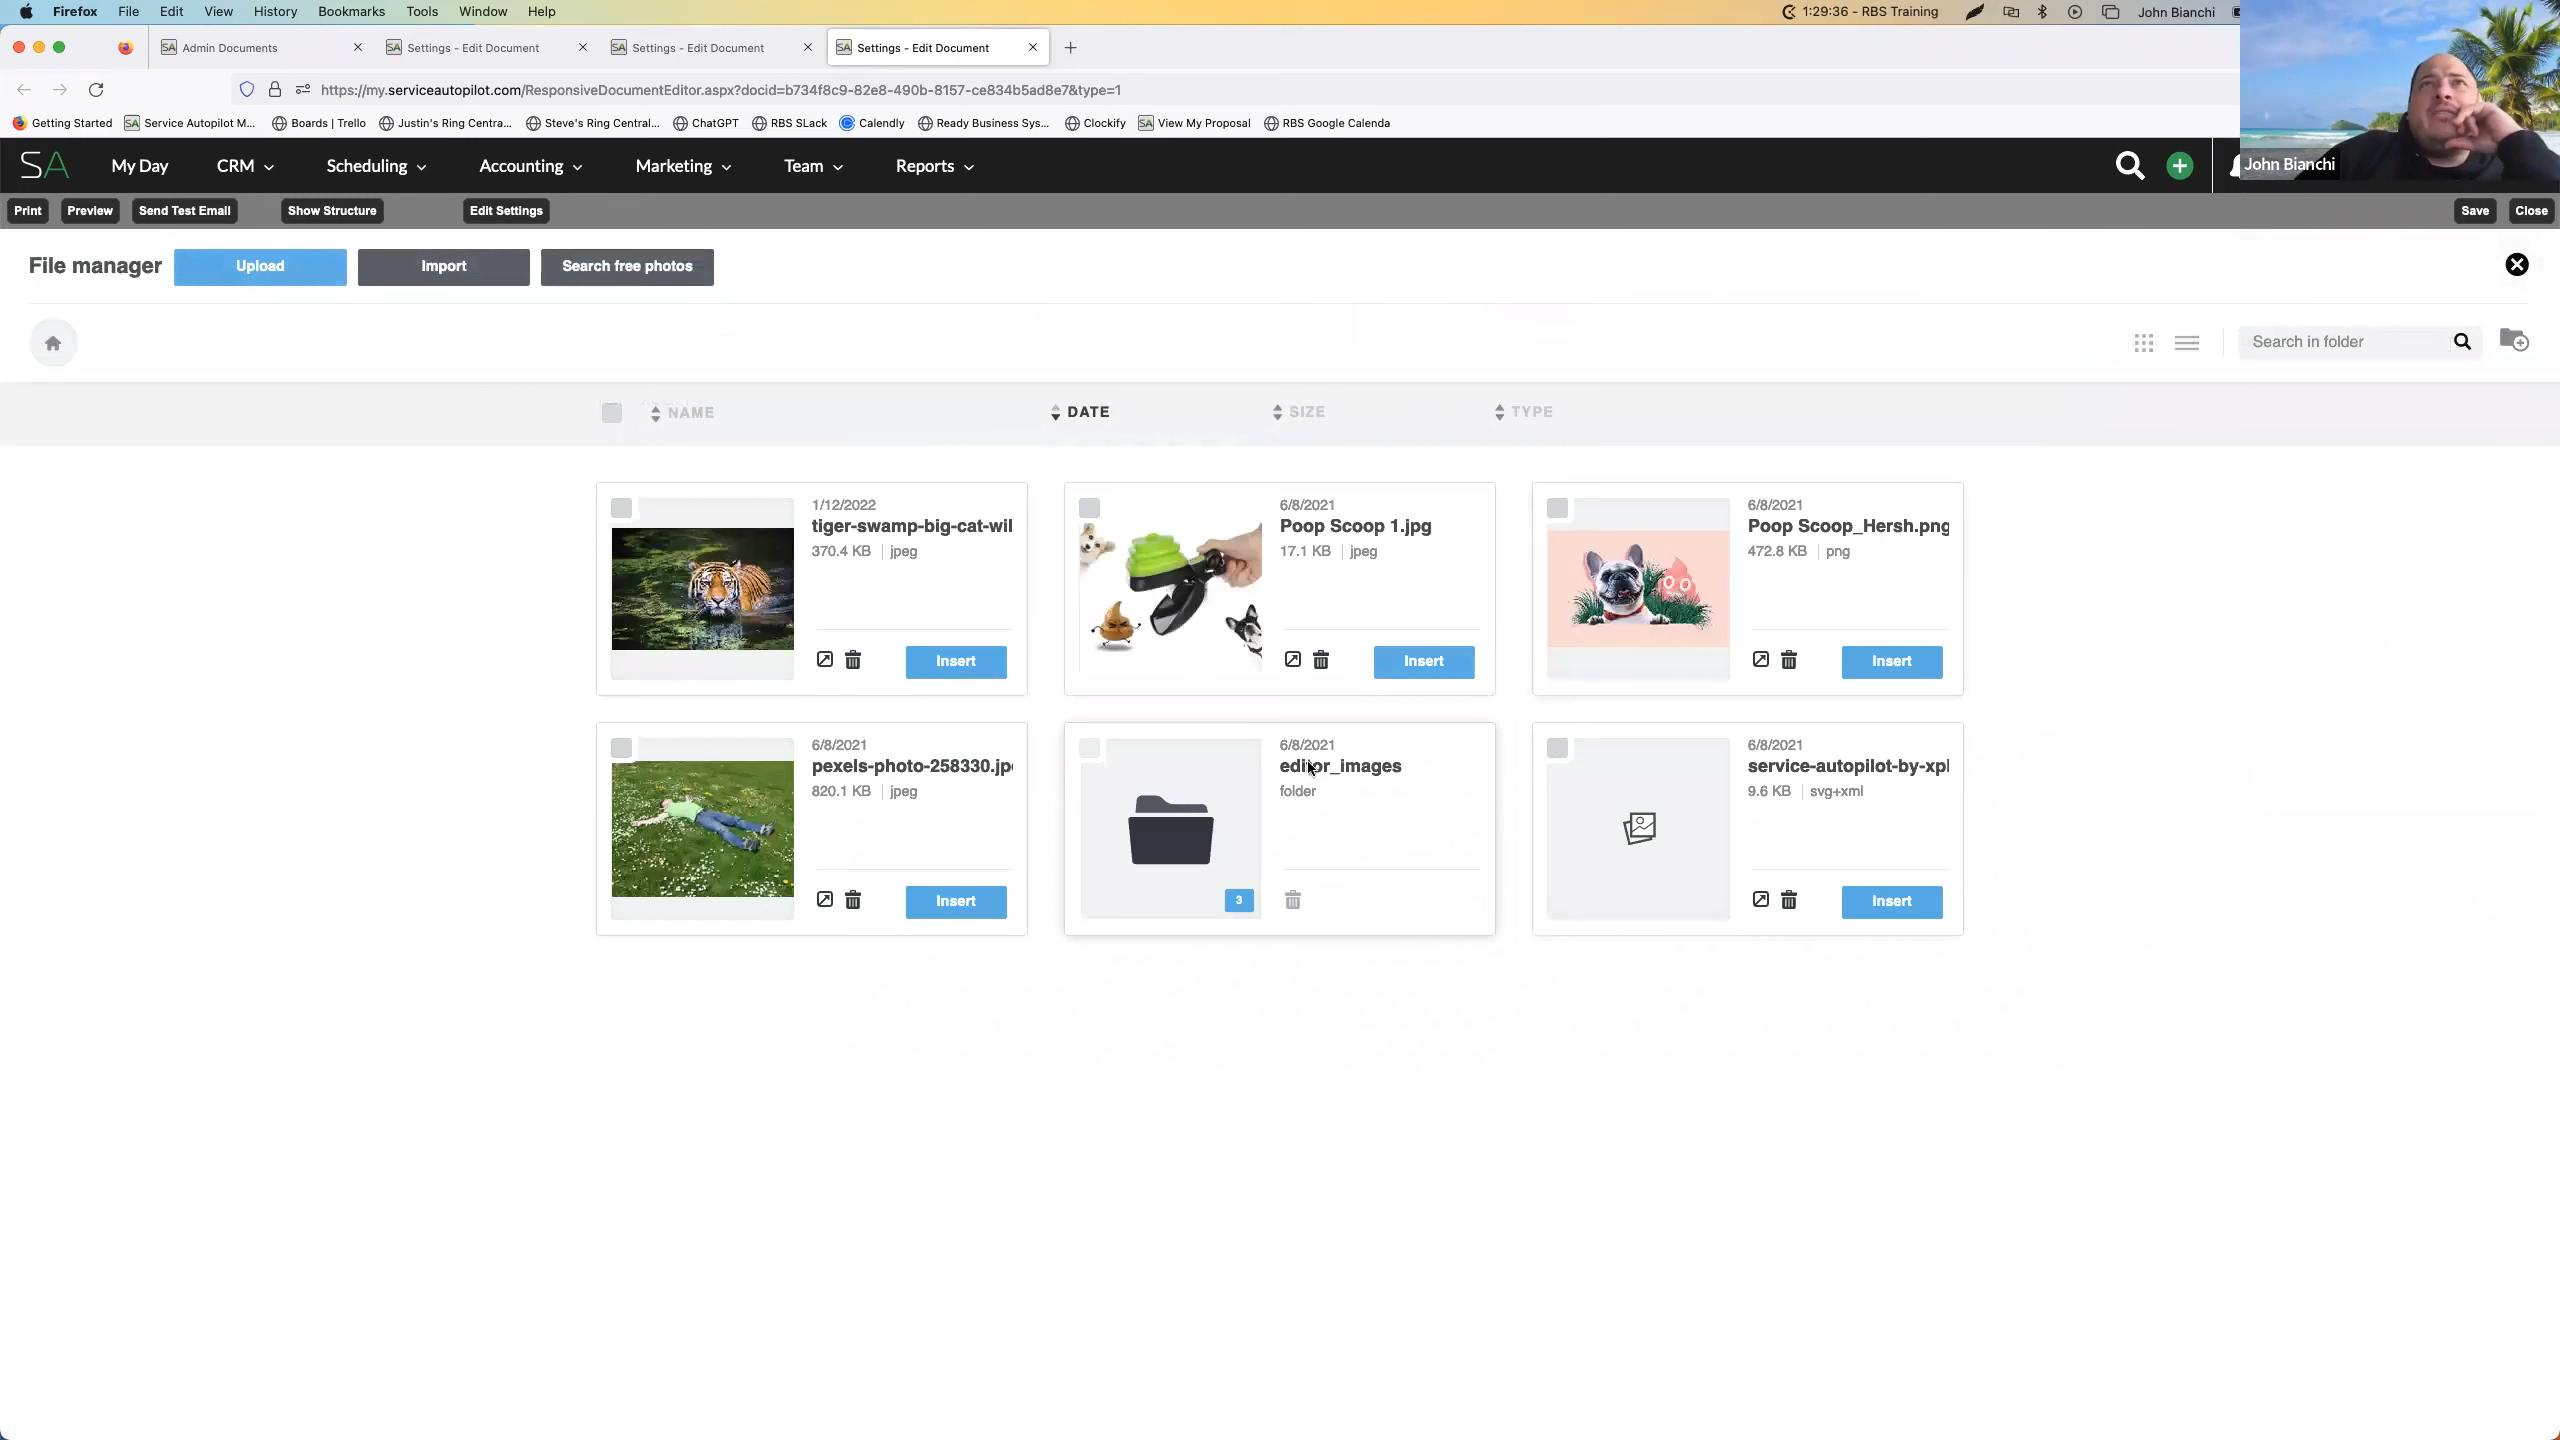 Firefox File Edit View History Bookmarks Tools Window Help 1:29:36 - RBS Training John Bianchi
Admin Documents Settings - Edit Document Settings - Edit Document Settings - Edit Document
https://my.serviceautopilot.com/ResponsiveDocumentEditor.aspx?docid=b734f8c9-82e8-490b-8157-ce834b5ad8e7&type=1
Getting Started Service Autopilot M... Boards | Trello Justin's Ring Centra... Steve's Ring Central... ChatGPT RBS SLack Calendly Ready Business Sys... Clockify View My Proposal RBS Google Calenda
SA My Day CRM Scheduling Accounting Marketing Team Reports John Bianchi
Print Preview Send Test Email Show Structure Edit Settings Save Close
File manager Upload Import Search free photos
Search in folder
NAME DATE SIZE TYPE
1/12/2022
tiger-swamp-big-cat-wil
370.4 KB jpeg
Insert
6/8/2021
Poop Scoop 1.jpg
17.1 KB jpeg
Insert
6/8/2021
Poop Scoop_Hersh.png
472.8 KB png
Insert
6/8/2021
pexels-photo-258330.jp
820.1 KB jpeg
Insert
6/8/2021
editor_images
folder
3
6/8/2021
service-autopilot-by-xpl
9.6 KB svg+xml
Insert